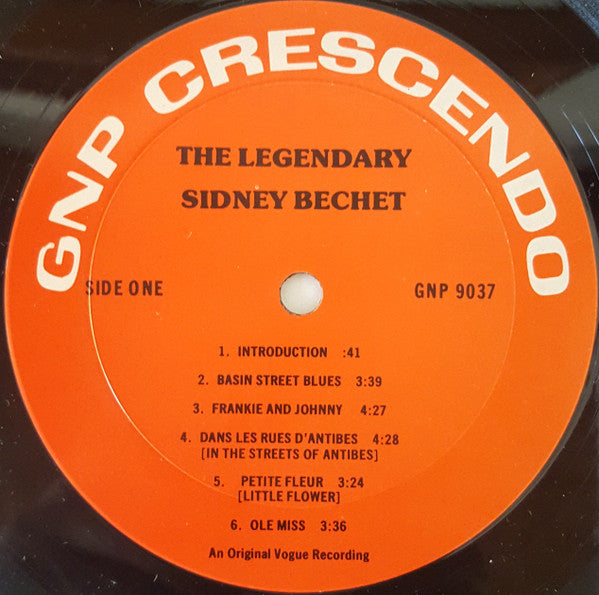 GNP CRESCENDO
THE LEGENDARY
SIDNEY BECHET
SIDE ONE
GNP 9037
1. INTRODUCTION :41
2. BASIN STREET BLUES 3:39
3. FRANKIE AND JOHNNY 4:27
4. DANS LES RUES D'ANTIBES 4:28
[IN THE STREETS OF ANTIBES]
5. PETITE FLEUR 3:24
[LITTLE FLOWER]
6. OLE MISS 3:36
An Original Vogue Recording